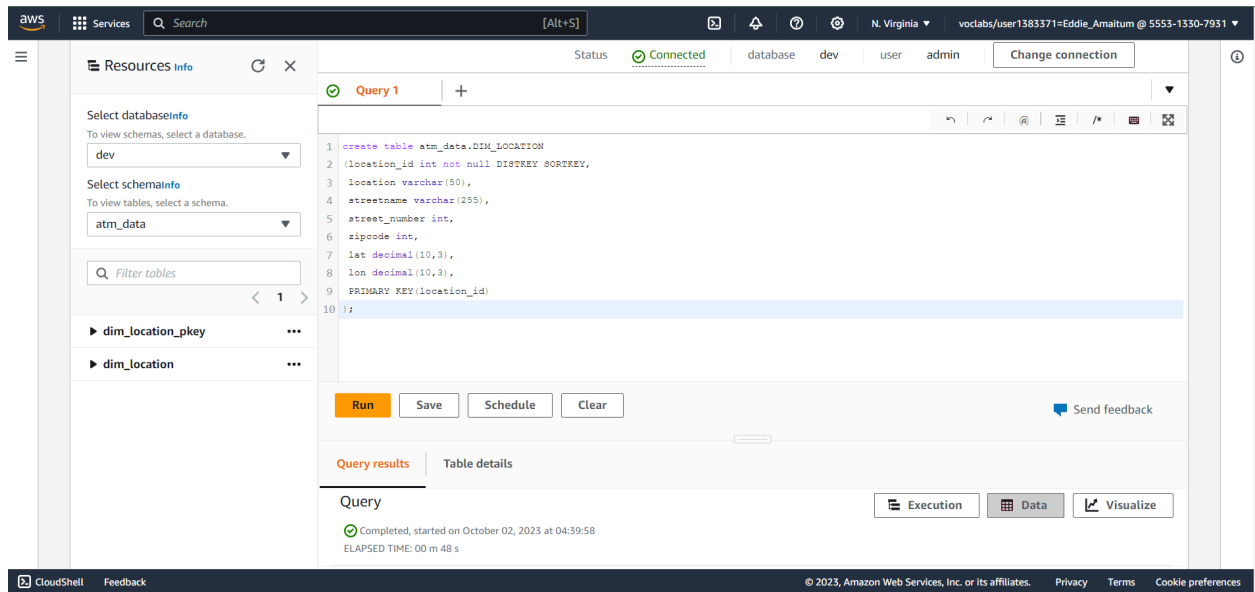 aws
Services
Search
[Alt+S]
N. Virginia
voclabs/user1383371=Eddie_Amaitum @ 5553-1330-7931
Resources Info
Status
Connected
database
dev
user
admin
Change connection
Query 1
Select databaseInfo
To view schemas, select a database.
dev
Select schemaInfo
To view tables, select a schema.
atm_data
Filter tables
1
dim_location_pkey
dim_location
@
/*
1 create table atm_data.DIM_LOCATION
2 (location_id int not null DISTKEY SORTKEY,
3 location varchar(50),
4 streetname varchar(255),
5 street_number int,
6 zipcode int,
7 lat decimal(10,3),
8 lon decimal(10,3),
9 PRIMARY KEY(location_id)
10 );
Run
Save
Schedule
Clear
Send feedback
Query results
Table details
Query
Execution
Data
Visualize
Completed, started on October 02, 2023 at 04:39:58
ELAPSED TIME: 00 m 48 s
CloudShell
Feedback
© 2023, Amazon Web Services, Inc. or its affiliates.
Privacy
Terms
Cookie preferences